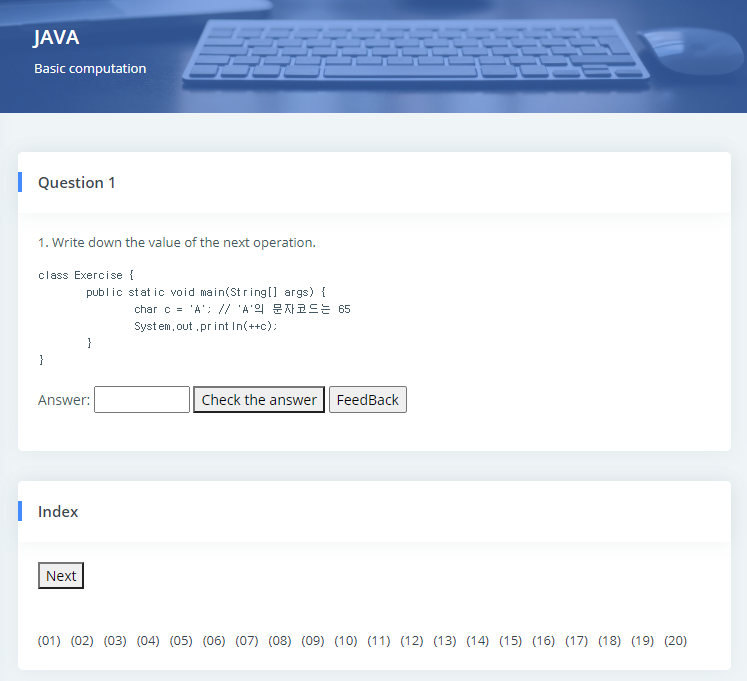 JAVA
Basic computation
Question 1
1. Write down the value of the next operation.
class Exercise {
public static void main(String[] args) {
char c = 'A'; // 'A'의 문자코드는 65
System.out.println(++c);
}
}
Answer: Check the answer FeedBack
Index
Next
(01) (02) (03) (04) (05) (06) (07) (08) (09) (10) (11) (12) (13) (14) (15) (16) (17) (18) (19) (20)